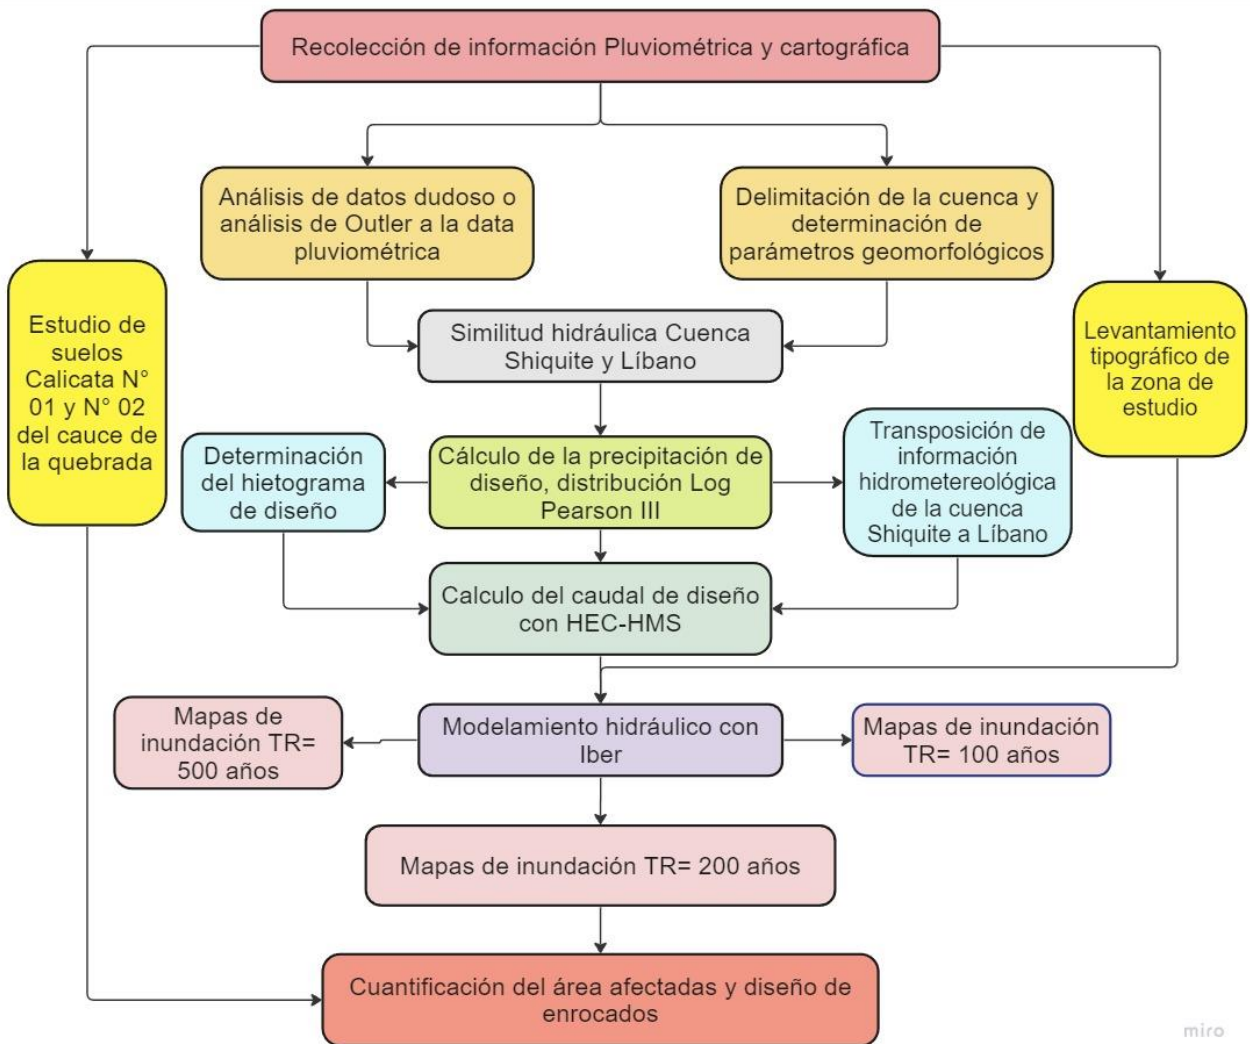 Recolección de información Pluviométrica y cartográfica
Análisis de datos dudoso o
análisis de Outler a la data
pluviométrica
Delimitación de la cuenca y
determinación de
parámetros geomorfológicos
Estudio de
suelos
Calicata N°
01 y N° 02
del cauce de
la quebrada
Similitud hidráulica Cuenca
Shiquite y Líbano
Levantamiento
tipográfico de
la zona de
estudio
Determinación
del hietograma
de diseño
Cálculo de la precipitación de
diseño, distribución Log
Pearson III
Transposición de
información
hidrometereológica
de la cuenca
Shiquite a Líbano
Calculo del caudal de diseño
con HEC-HMS
Mapas de
inundación TR=
500 años
Modelamiento hidráulico con
Iber
Mapas de inundación
TR= 100 años
Mapas de inundación TR= 200 años
Cuantificación del área afectadas y diseño de
enrocados
miro